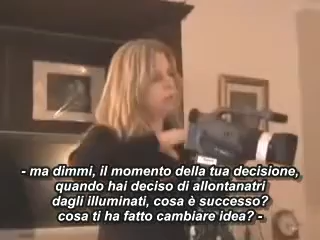 - ma dimmi, il momento della tua decisione,
quando hai deciso di allontanatri
dagli illuminati, cosa è successo?
cosa ti ha fatto cambiare idea? -